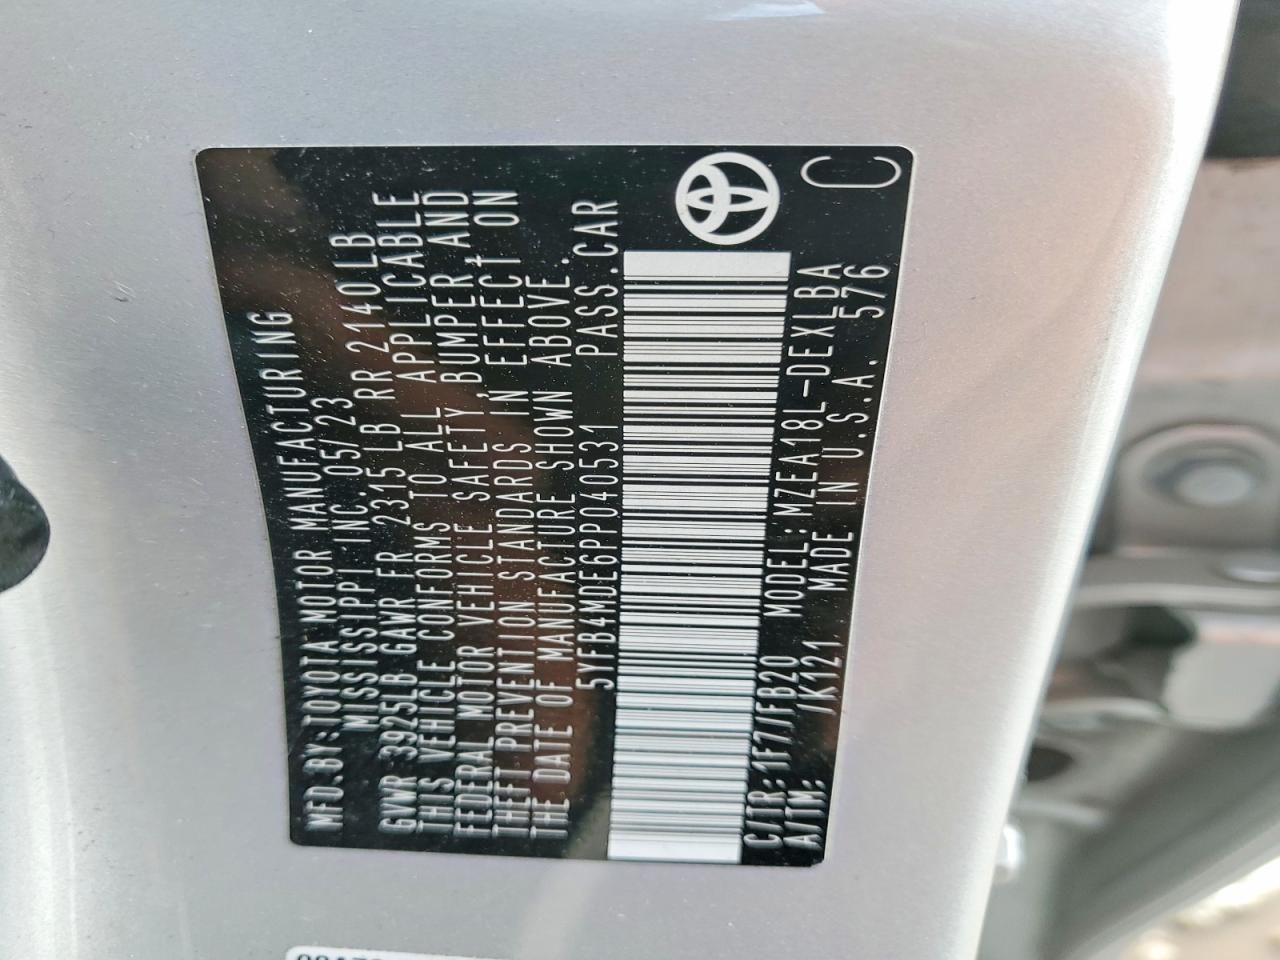 MFD.BY:TOYOTA MOTOR MANUFACTURING
MISSISSIPPI INC. 05/23
GVWR 3925LB GAWR FR 2315 LB RR 2140LB
THIS VEHICLE CONFORMS TO ALL APPLICABLE
FEDERAL MOTOR VEHICLE SAFETY,BUMPER,AND
THEFT PREVENTION STANDARDS IN EFFECT ON
THE DATE OF MANUFACTURE SHOWN ABOVE.
5YFB4MDE6PP040531 PASS.CAR
C/TR:1F7/FB20 MODEL:MZEA18L-DEXLBA
A/TM: /K121 MADE IN U.S.A. 576
C